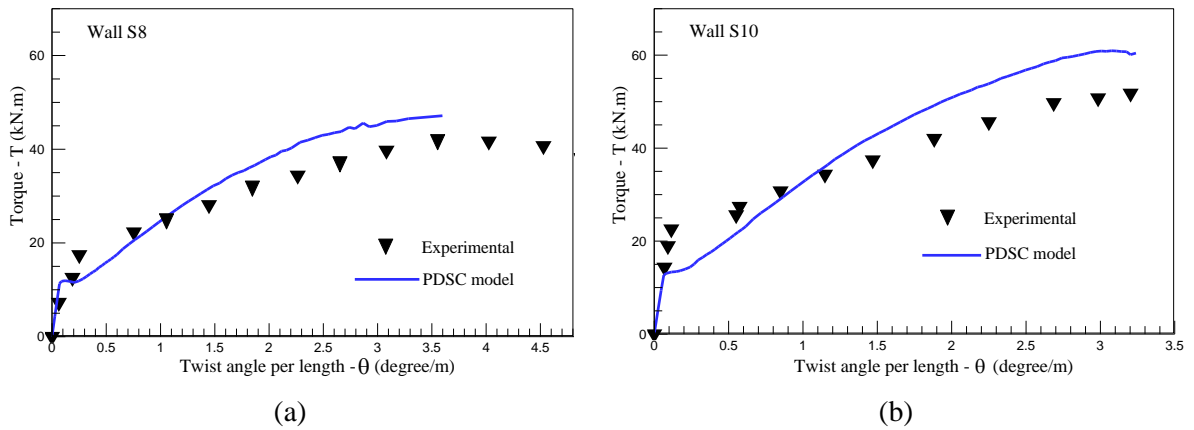 Wall S8
60
40
20
0
Torque - T (kN.m)
Experimental
PDSC model
0 0.5 1 1.5 2 2.5 3 3.5 4 4.5
Twist angle per length - θ (degree/m)
(a)
Wall S10
60
40
20
0
Torque - T (kN.m)
Experimental
PDSC model
0 0.5 1 1.5 2 2.5 3 3.5
Twist angle per length - θ (degree/m)
(b)